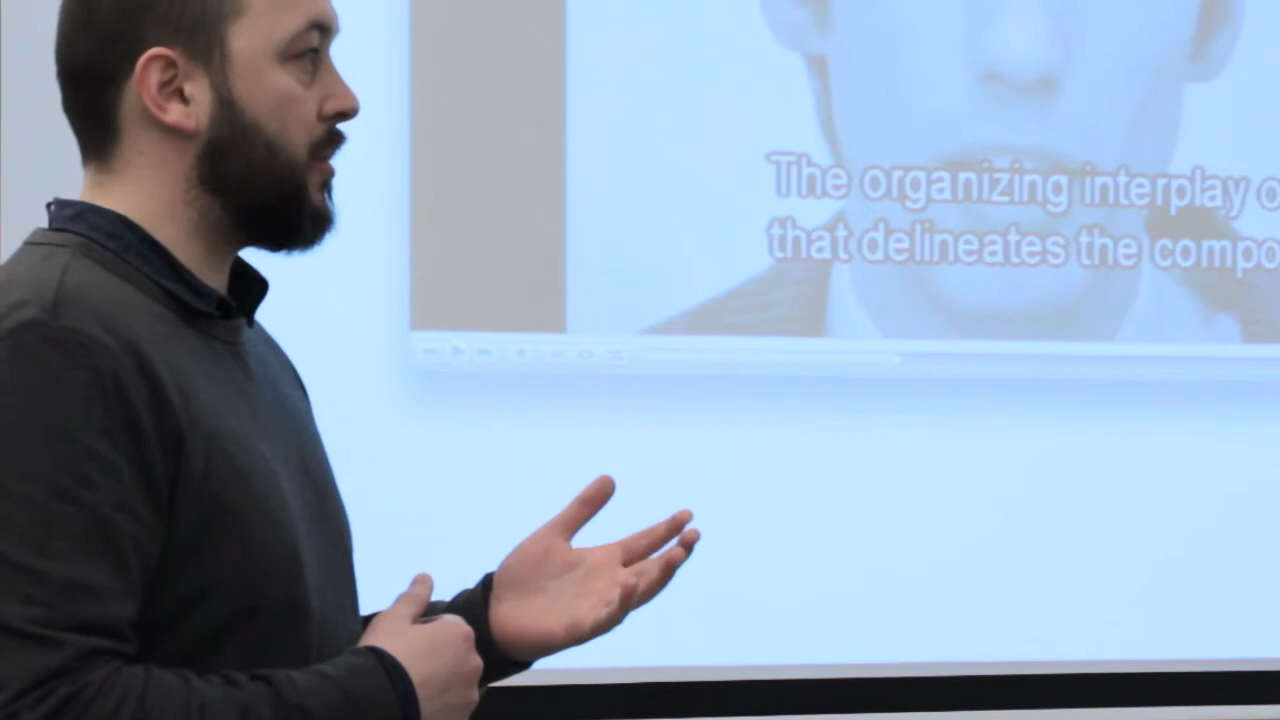 The organizing interplay o
that delineates the compo